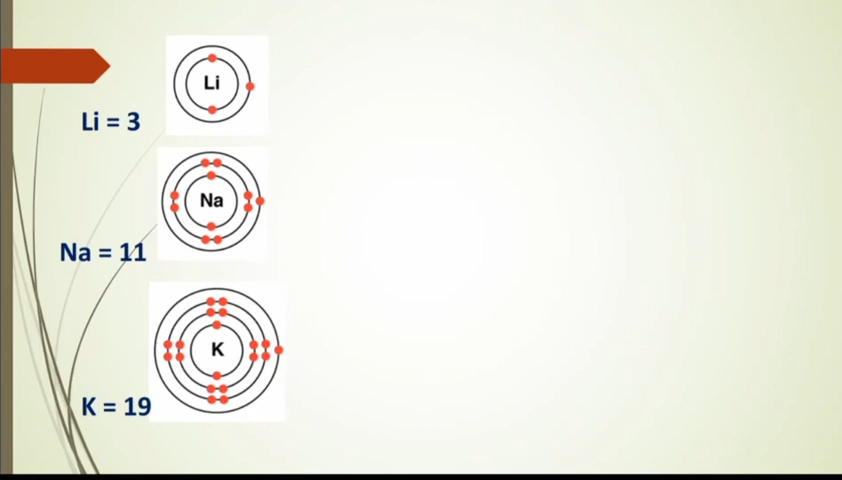 Li
Li = 3
Na
Na = 11
K
K = 19